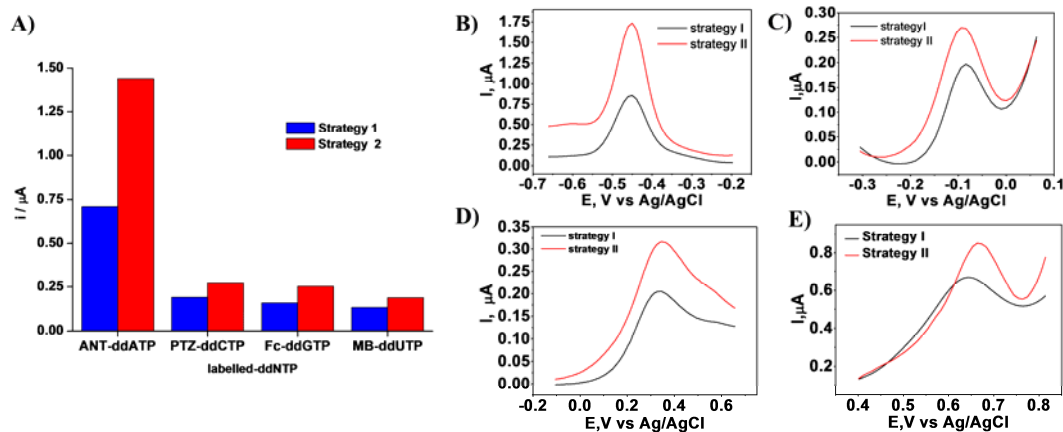 A)
1.50
1.25
1.00
0.75
0.50
0.25
0.00
i / µA
Strategy 1
Strategy 2
ANT-ddATP PTZ-ddCTP Fc-ddGTP MB-ddUTP
labelled-ddNTP
B)
1.75
1.50
1.25
1.00
0.75
0.50
0.25
0.00
I, µA
strategy I
strategy II
-0.7 -0.6 -0.5 -0.4 -0.3 -0.2
E, V vs Ag/AgCl
C)
0.30
0.25
0.20
0.15
0.10
0.05
0.00
I,µA
strategyI
strategy II
-0.3 -0.2 -0.1 0.0 0.1
E, V vs Ag/AgCl
D)
0.35
0.30
0.25
0.20
0.15
0.10
0.05
0.00
I, µA
strategy I
strategy II
-0.2 0.0 0.2 0.4 0.6
E,V vs Ag/AgCl
E)
0.8
0.6
0.4
0.2
I,µA
Strategy I
Strategy II
0.4 0.5 0.6 0.7 0.8
E,V vs Ag/AgCl